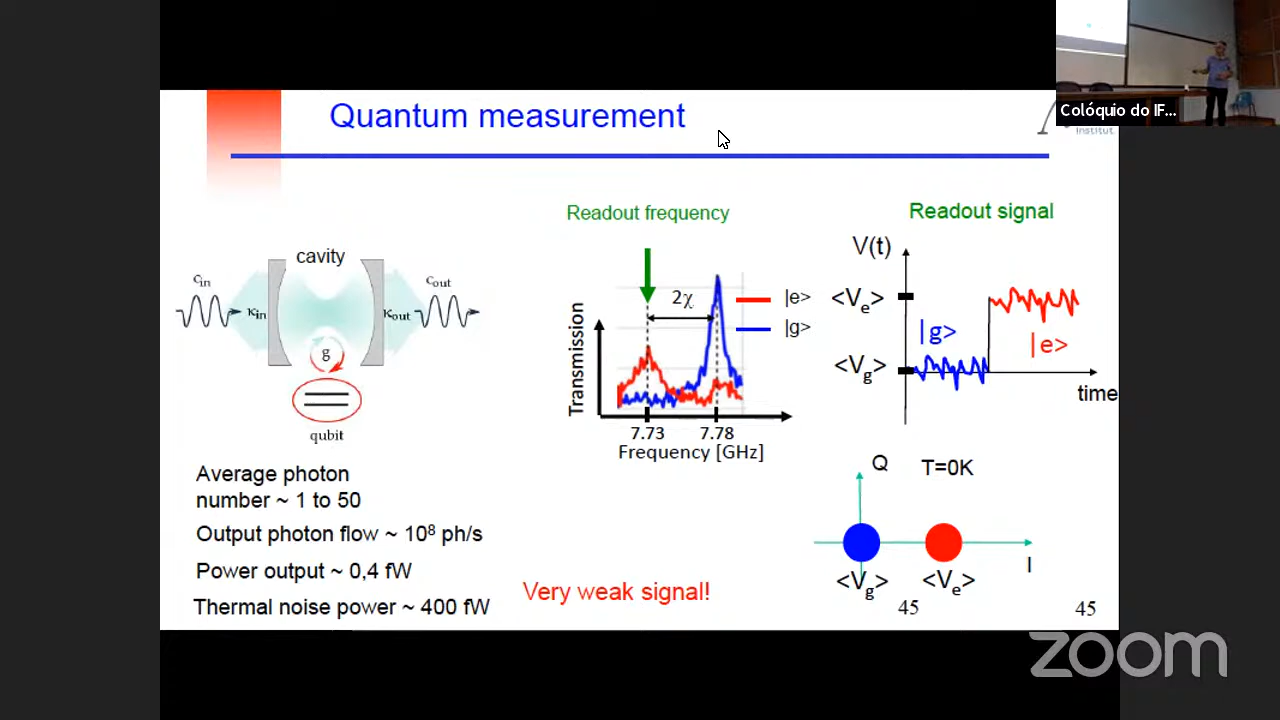 Quantum measurement
Colóquio do IF...
Institut
cavity
c_in
κ_in
κ_out
c_out
g
qubit
Average photon
number ~ 1 to 50
Output photon flow ~ 10⁸ ph/s
Power output ~ 0,4 fW
Thermal noise power ~ 400 fW
Readout frequency
2χ
|e>
|g>
Transmission
7.73
7.78
Frequency [GHz]
Very weak signal!
Readout signal
V(t)
<V_e>
|g>
<V_g>
|e>
time
Q
T=0K
I
<V_g>
<V_e>
45
45
zoom